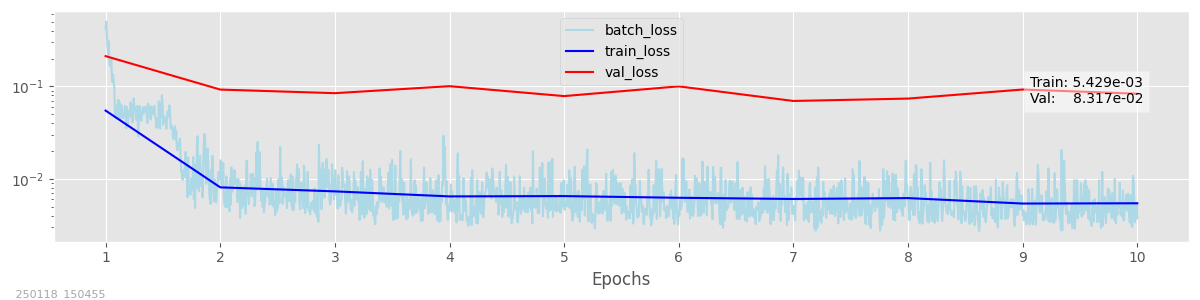 batch_loss
train_loss
val_loss
Train: 5.429e-03
Val: 8.317e-02
10⁻¹
10⁻²
1 2 3 4 5 6 7 8 9 10
Epochs
250118_150455